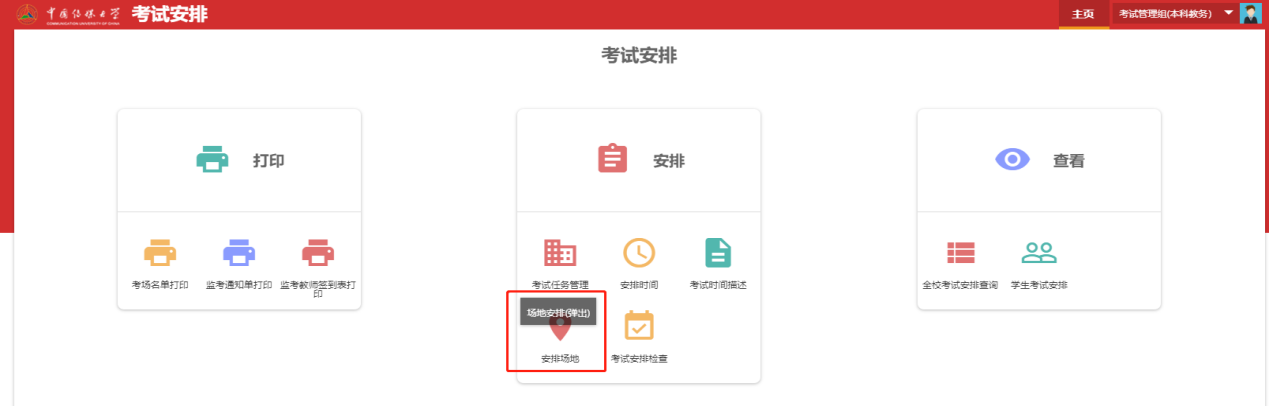 中国传媒大学
COMMUNICATION UNIVERSITY OF CHINA
考试安排
主页
考试管理组(本科教务)
考试安排
打印
考场名单打印
监考通知单打印
监考教师签到表打
印
安排
考试任务管理
安排时间
考试时间描述
场地安排(弹出)
安排场地
考试安排检查
查看
全校考试安排查询
学生考试安排